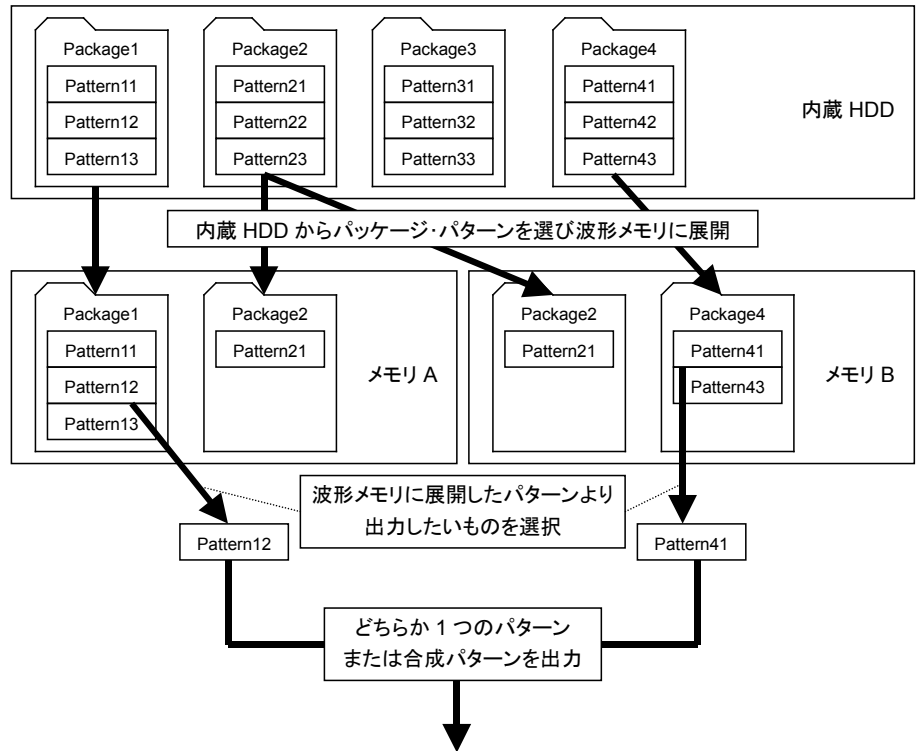 Package1
Pattern11
Pattern12
Pattern13
Package2
Pattern21
Pattern22
Pattern23
Package3
Pattern31
Pattern32
Pattern33
Package4
Pattern41
Pattern42
Pattern43
内蔵 HDD
内蔵 HDD からパッケージ・パターンを選び波形メモリに展開
Package1
Pattern11
Pattern12
Pattern13
Package2
Pattern21
メモリ A
Package2
Pattern21
Package4
Pattern41
Pattern43
メモリ B
波形メモリに展開したパターンより
出力したいものを選択
Pattern12
Pattern41
どちらか 1 つのパターン
または合成パターンを出力